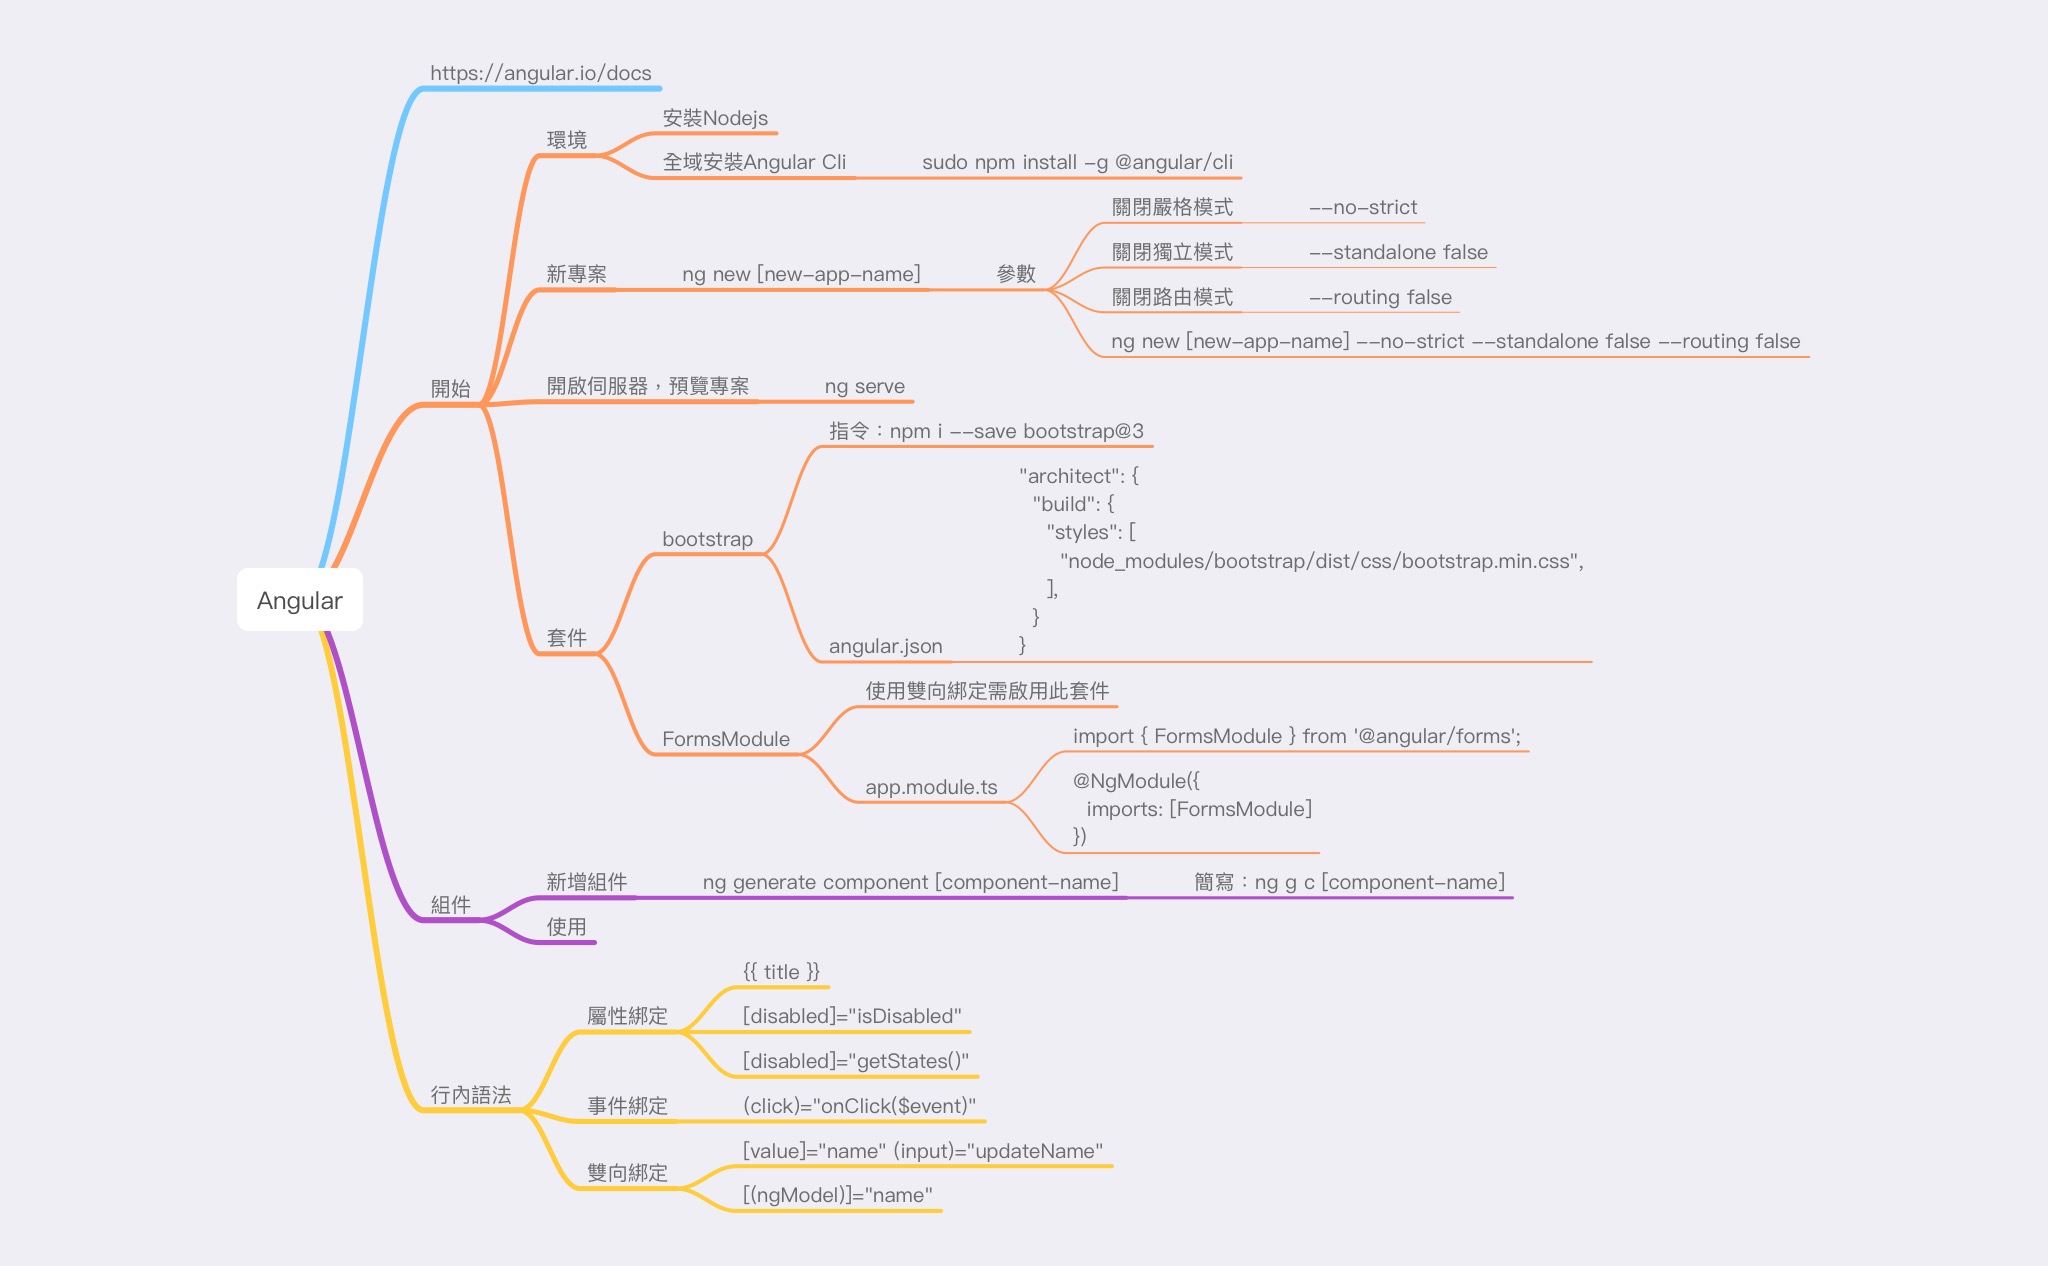 https://angular.io/docs
安裝Nodejs
環境
全域安裝Angular Cli
sudo npm install -g @angular/cli
關閉嚴格模式
--no-strict
關閉獨立模式
--standalone false
新專案
ng new [new-app-name]
參數
關閉路由模式
--routing false
ng new [new-app-name] --no-strict --standalone false --routing false
開始
開啟伺服器，預覽專案
ng serve
指令：npm i --save bootstrap@3
"architect": {
"build": {
"styles": [
bootstrap
"node_modules/bootstrap/dist/css/bootstrap.min.css",
],
}
}
angular.json
Angular
套件
使用雙向綁定需啟用此套件
FormsModule
import { FormsModule } from '@angular/forms';
app.module.ts
@NgModule({
imports: [FormsModule]
})
組件
新增組件
ng generate component [component-name]
簡寫：ng g c [component-name]
使用
{{ title }}
屬性綁定
[disabled]="isDisabled"
[disabled]="getStates()"
行內語法
事件綁定
(click)="onClick($event)"
[value]="name" (input)="updateName"
雙向綁定
[(ngModel)]="name"